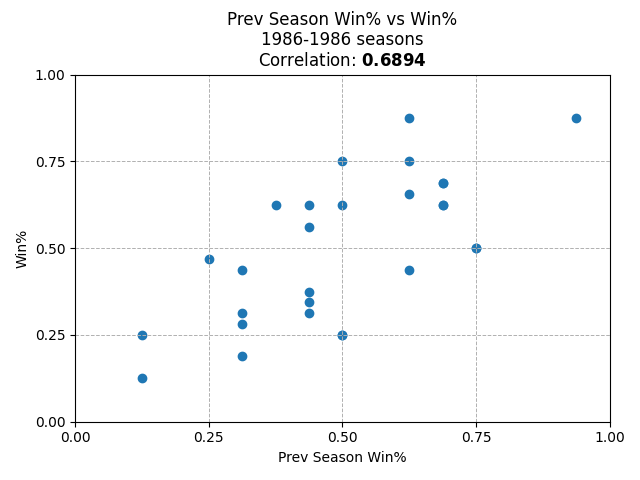 Prev Season Win% vs Win%
1986-1986 seasons
Correlation: 0.6894
1.00
0.75
0.50
0.25
0.00
Win%
0.00 0.25 0.50 0.75 1.00
Prev Season Win%